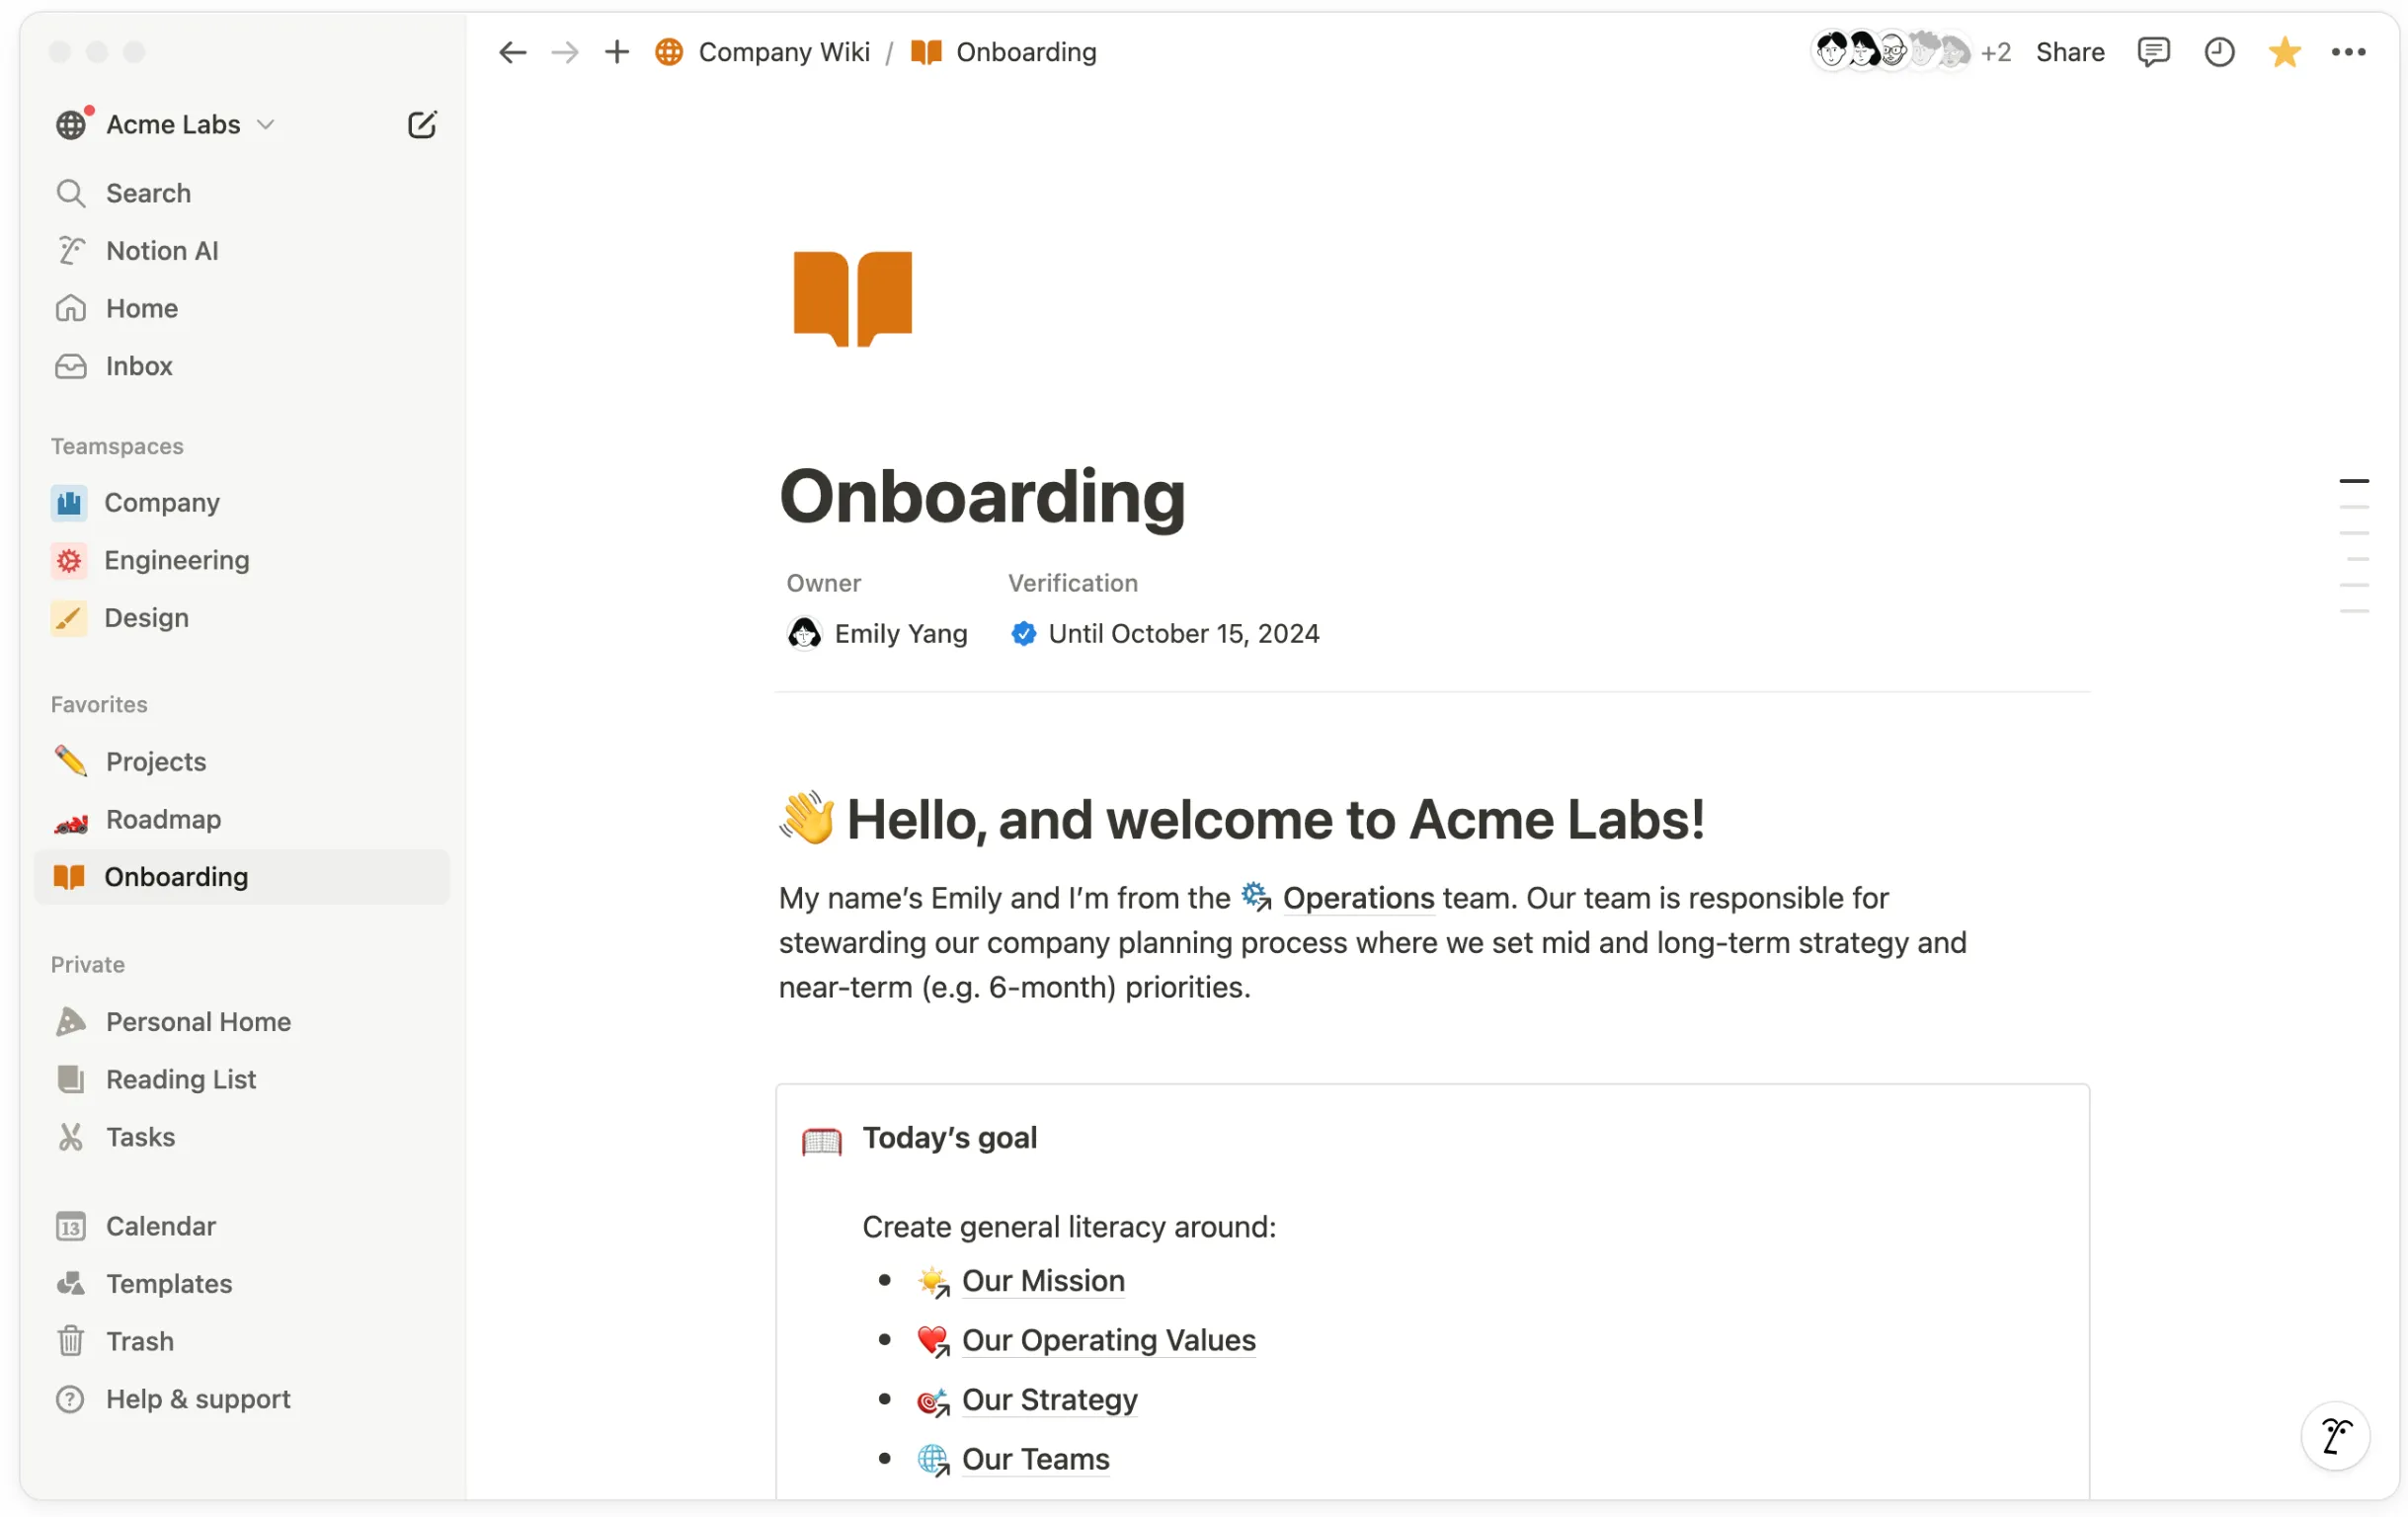 Acme Labs
Search
Notion AI
Home
Inbox
Teamspaces
Company
Engineering
Design
Favorites
Projects
Roadmap
Onboarding
Private
Personal Home
Reading List
Tasks
13 Calendar
Templates
Trash
? Help & support
Company Wiki / Onboarding
+2 Share
Onboarding
Owner Verification
Emily Yang Until October 15, 2024
👋 Hello, and welcome to Acme Labs!
My name’s Emily and I’m from the Operations team. Our team is responsible for
stewarding our company planning process where we set mid and long-term strategy and
near-term (e.g. 6-month) priorities.
Today’s goal
Create general literacy around:
• Our Mission
• Our Operating Values
• Our Strategy
• Our Teams